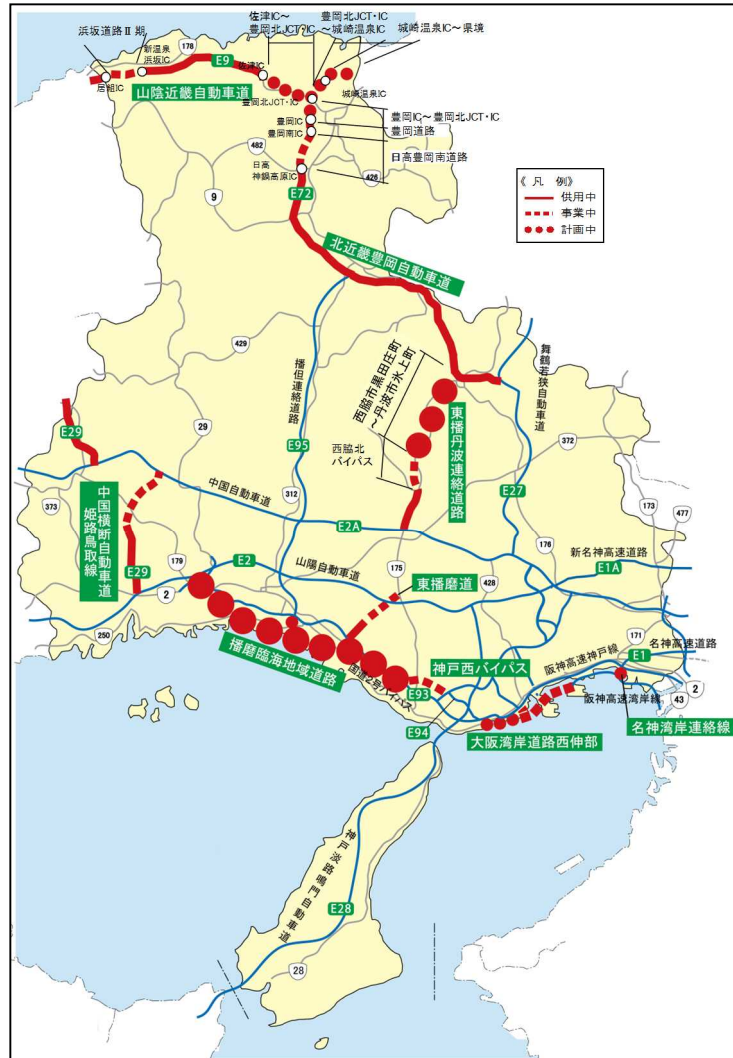 浜坂道路Ⅱ期
佐津IC～
豊岡北JCT・IC
豊岡北JCT・IC
～城崎温泉IC
城崎温泉IC～県境
新温泉
浜坂IC
178
E9
佐津IC
居組IC
山陰近畿自動車道
豊岡北JCT・IC
城崎温泉IC
豊岡IC
豊岡南IC
豊岡IC～豊岡北JCT・IC
豊岡道路
日高豊岡南道路
482
日高
神鍋高原IC
426
9
E72
《凡 例》
供用中
事業中
計画中
北近畿豊岡自動車道
429
播但連絡道路
西脇市黒田庄町
～丹波市氷上町
舞鶴若狭自動車道
E29
29
E95
西脇北
バイパス
東播丹波連絡道路
372
373
中国横断自動車道
姫路鳥取線
中国自動車道
312
E2A
E27
173
477
179
E29
E2
山陽自動車道
175
428
176
新名神高速道路
E1A
2
東播磨道
250
播磨臨海地域道路
国道2号バイパス
E93
神戸西バイパス
阪神高速神戸線
171
名神高速道路
E1
阪神高速湾岸線
2
43
E94
大阪湾岸道路西伸部
名神湾岸連絡線
神戸淡路鳴門自動車道
E28
28